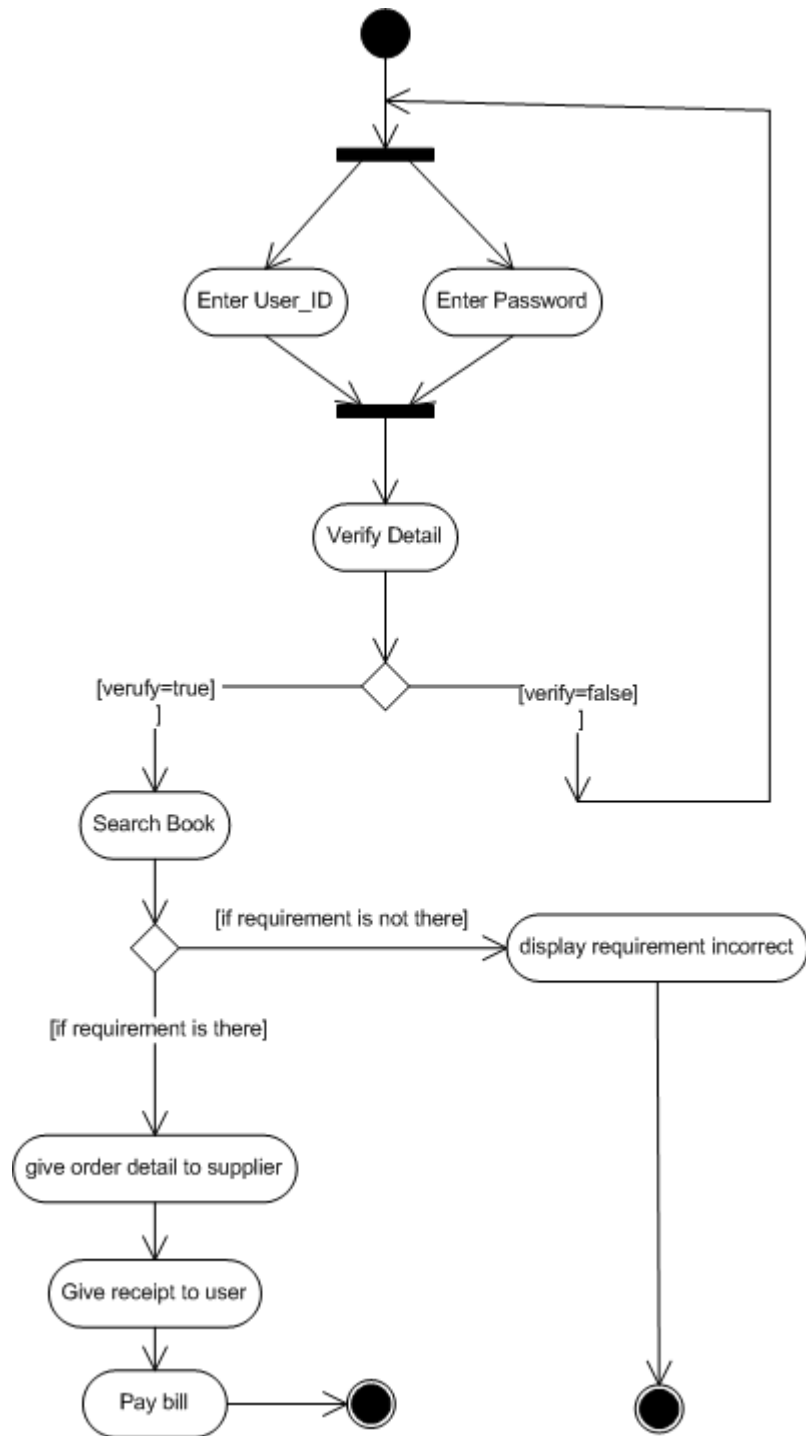 Enter User_ID
Enter Password
Verify Detail
[verufy=true]
]
[verify=false]
]
Search Book
[if requirement is not there]
display requirement incorrect
[if requirement is there]
give order detail to supplier
Give receipt to user
Pay bill